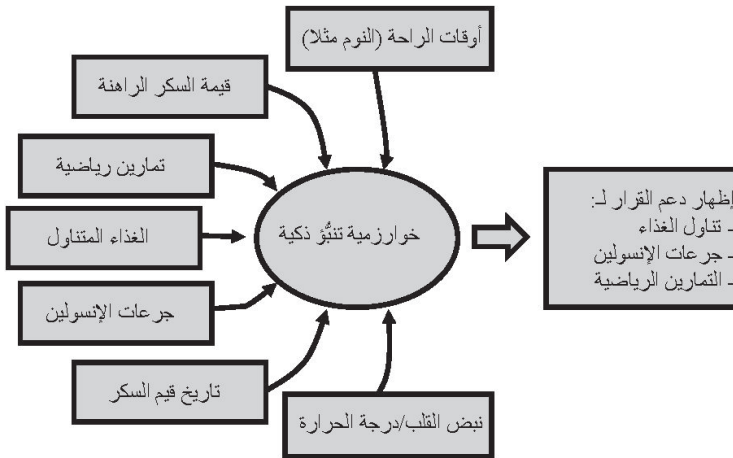 أوقات الراحة (النوم مثلا)
قيمة السكر الراهنة
تمارين رياضية
الغذاء المتناول
جرعات الإنسولين
تاريخ قيم السكر
نبض القلب/درجة الحرارة
خوارزمية تنبُّؤ ذكية
إظهار دعم القرار لـ:
- تناول الغذاء
- جرعات الإنسولين
- التمارين الرياضية